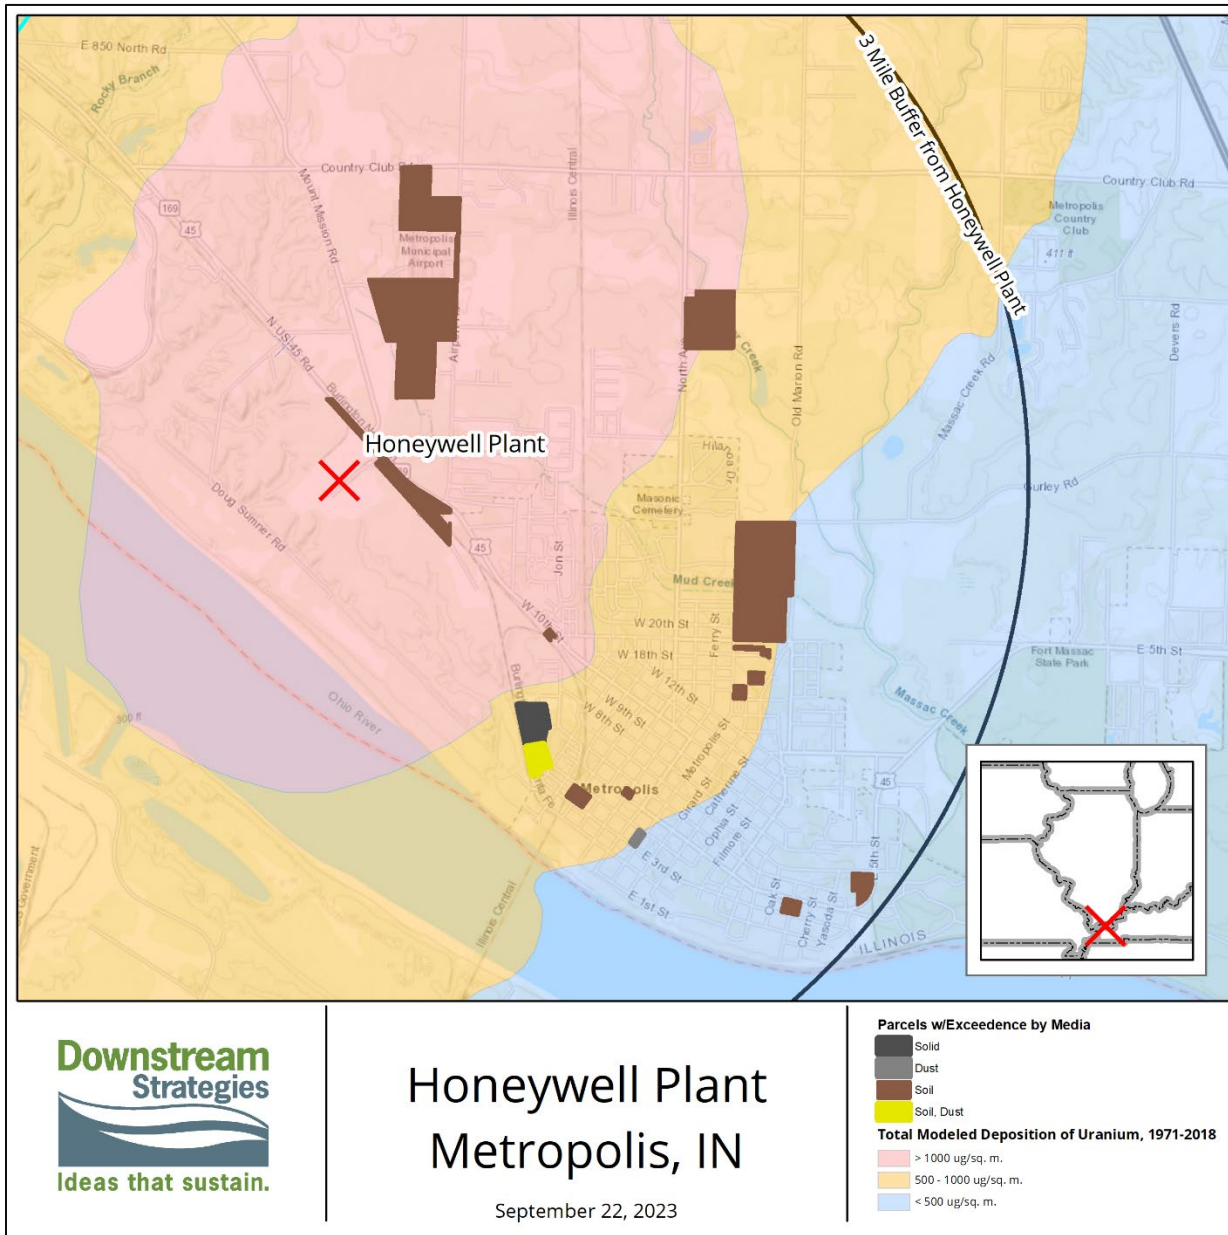 E 850 North Rd
Rocky Branch
3 Mile Buffer from Honeywell Plant
Country Club
Country Club Rd
Mount Mission Rd
Illinois Central
169
45
Metropolis
Municipal
Airport
Metropolis
Country
Club
411 ft
N US 45 Rd
Airport
North Ave
Creek
Old Marion Rd
Massac Creek Rd
Devers Rd
Honeywell Plant
Masonic
Cemetery
Gurley Rd
Doug Sumner Rd
45
Jon St
Mud Creek
W 10th St
W 20th St
W 18th St
Ferry St
W 12th St
W 9th St
W 8th St
Fort Massac
State Park
E 5th St
Massac Creek
Ohio River
300 ft
Metropolis St
Metropolis
Girard St
Catherine St
Ophia St
Filmore St
45
E 3rd St
E 1st St
Oak St
Cherry St
Yasoda St
E 5th St
ILLINOIS
Illinois Central
Government
Downstream
Strategies
Ideas that sustain.
Honeywell Plant
Metropolis, IN
September 22, 2023
Parcels w/Exceedence by Media
Solid
Dust
Soil
Soil, Dust
Total Modeled Deposition of Uranium, 1971-2018
> 1000 ug/sq. m.
500 - 1000 ug/sq. m.
< 500 ug/sq. m.